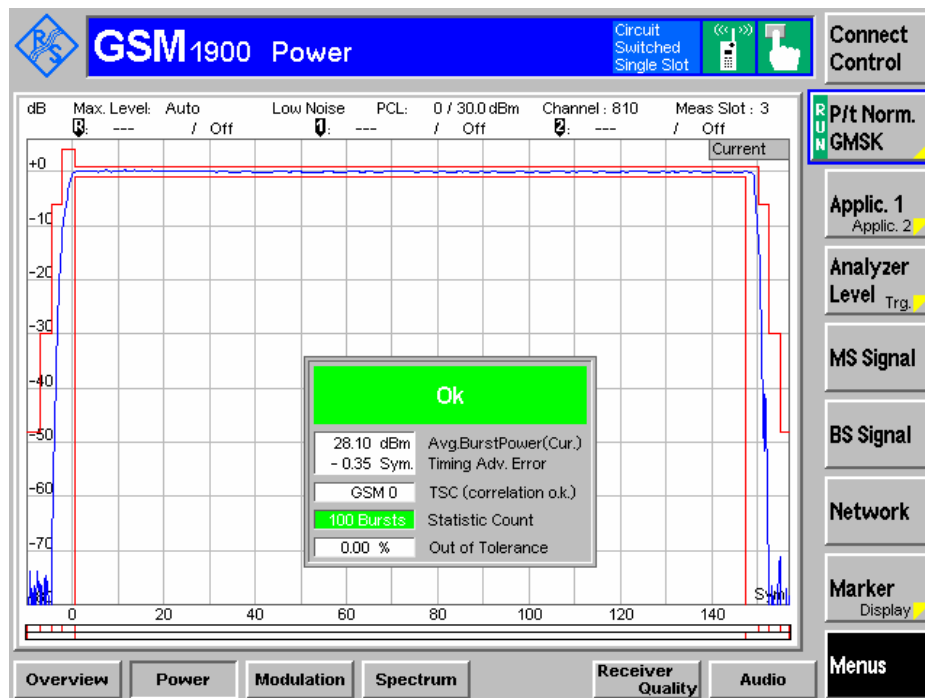 R S
GSM 1900 Power
Circuit
Switched
Single Slot
Connect
Control
dB Max. Level: Auto Low Noise PCL: 0 / 30.0 dBm Channel : 810 Meas Slot : 3
R: --- / Off 1: --- / Off 2: --- / Off
Current
RUN
P/t Norm.
GMSK
Applic. 1
Applic. 2
Analyzer
Level Trg.
MS Signal
BS Signal
Network
Marker
Display
Menus
+0
-10
-20
-30
-40
-50
-60
-70
Ok
28.10 dBm Avg.BurstPower(Cur.)
- 0.35 Sym. Timing Adv. Error
GSM 0 TSC (correlation o.k.)
100 Bursts Statistic Count
0.00 % Out of Tolerance
0 20 40 60 80 100 120 140
Sym
Overview Power Modulation Spectrum Receiver Quality Audio